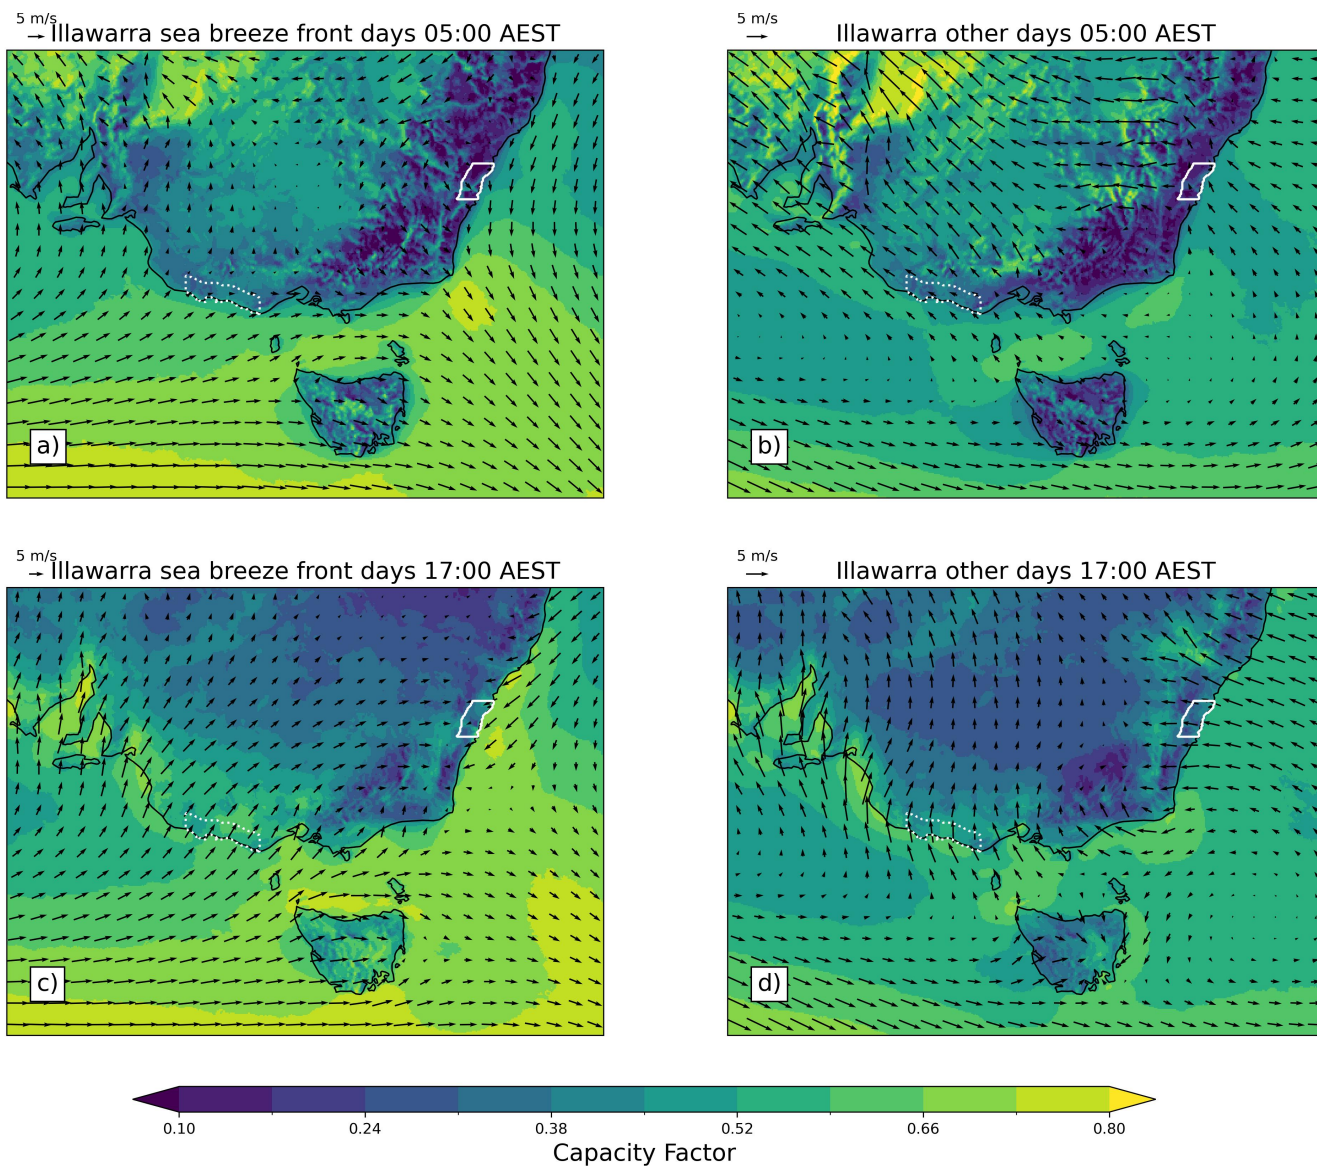 5 m/s
Illawarra sea breeze front days 05:00 AEST
5 m/s
Illawarra other days 05:00 AEST
a)
b)
5 m/s
Illawarra sea breeze front days 17:00 AEST
5 m/s
Illawarra other days 17:00 AEST
c)
d)
0.10 0.24 0.38 0.52 0.66 0.80
Capacity Factor